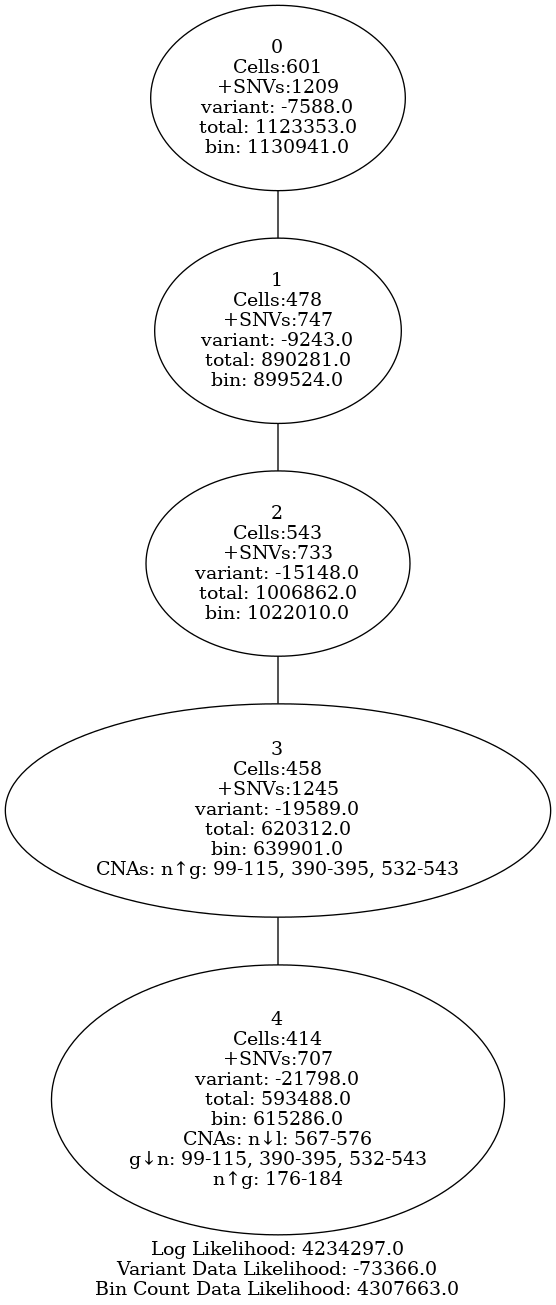 0
Cells:601
+SNVs:1209
variant: -7588.0
total: 1123353.0
bin: 1130941.0
1
Cells:478
+SNVs:747
variant: -9243.0
total: 890281.0
bin: 899524.0
2
Cells:543
+SNVs:733
variant: -15148.0
total: 1006862.0
bin: 1022010.0
3
Cells:458
+SNVs:1245
variant: -19589.0
total: 620312.0
bin: 639901.0
CNAs: n↑g: 99-115, 390-395, 532-543
4
Cells:414
+SNVs:707
variant: -21798.0
total: 593488.0
bin: 615286.0
CNAs: n↓l: 567-576
g↓n: 99-115, 390-395, 532-543
n↑g: 176-184
Log Likelihood: 4234297.0
Variant Data Likelihood: -73366.0
Bin Count Data Likelihood: 4307663.0